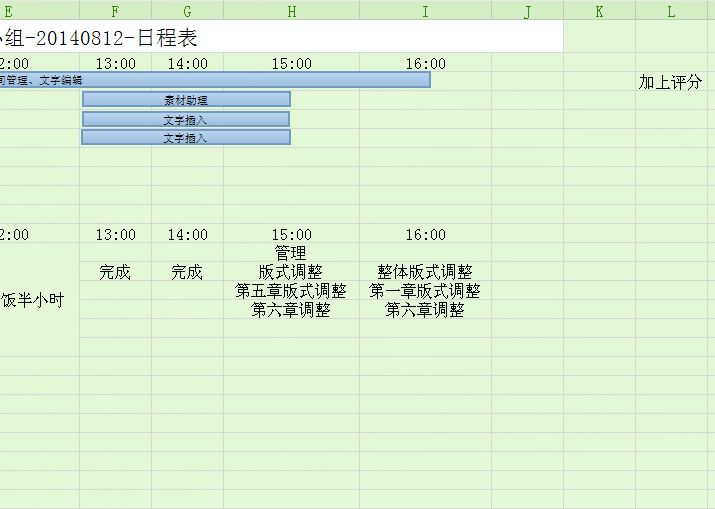 E F G H I J K L
小组-20140812-日程表
2:00 13:00 14:00 15:00 16:00
间管理、文字编辑
加上评分
素材助理
文字插入
文字插入
2:00 13:00 14:00 15:00 16:00
管理
完成 完成 版式调整 整体版式调整
第五章版式调整 第一章版式调整
饭半小时
第六章调整 第六章调整